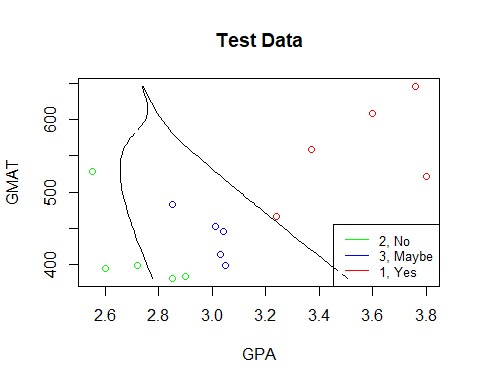 Test Data
600
500
400
GMAT
2, No
3, Maybe
1, Yes
2.6 2.8 3.0 3.2 3.4 3.6 3.8
GPA